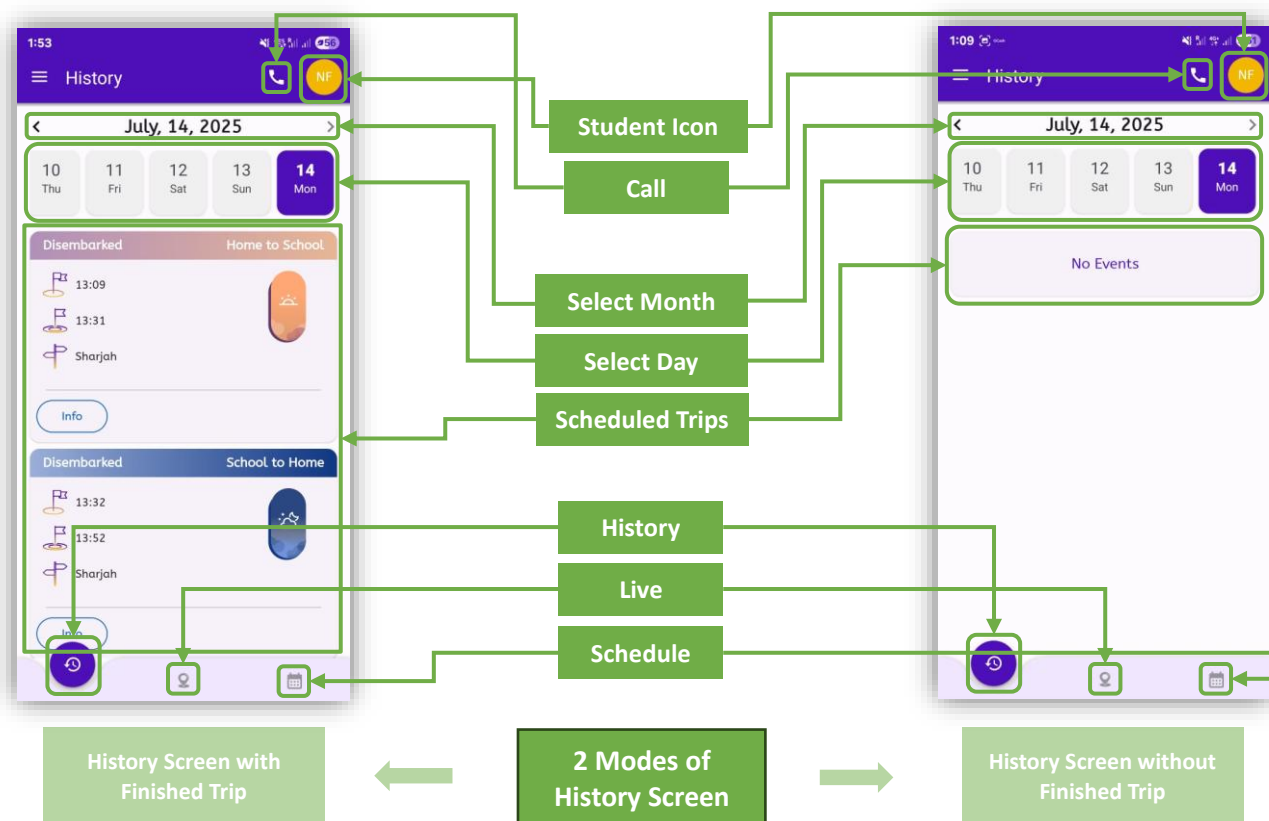 1:53
56
History
NF
July, 14, 2025
10 11 12 13 14
Thu Fri Sat Sun Mon
Disembarked Home to School
13:09
13:31
Sharjah
Info
Disembarked School to Home
13:32
13:52
Sharjah
Info
Student Icon
Call
Select Month
Select Day
Scheduled Trips
History
Live
Schedule
1:09
History
NF
July, 14, 2025
10 11 12 13 14
Thu Fri Sat Sun Mon
No Events
History Screen with
Finished Trip
2 Modes of
History Screen
History Screen without
Finished Trip